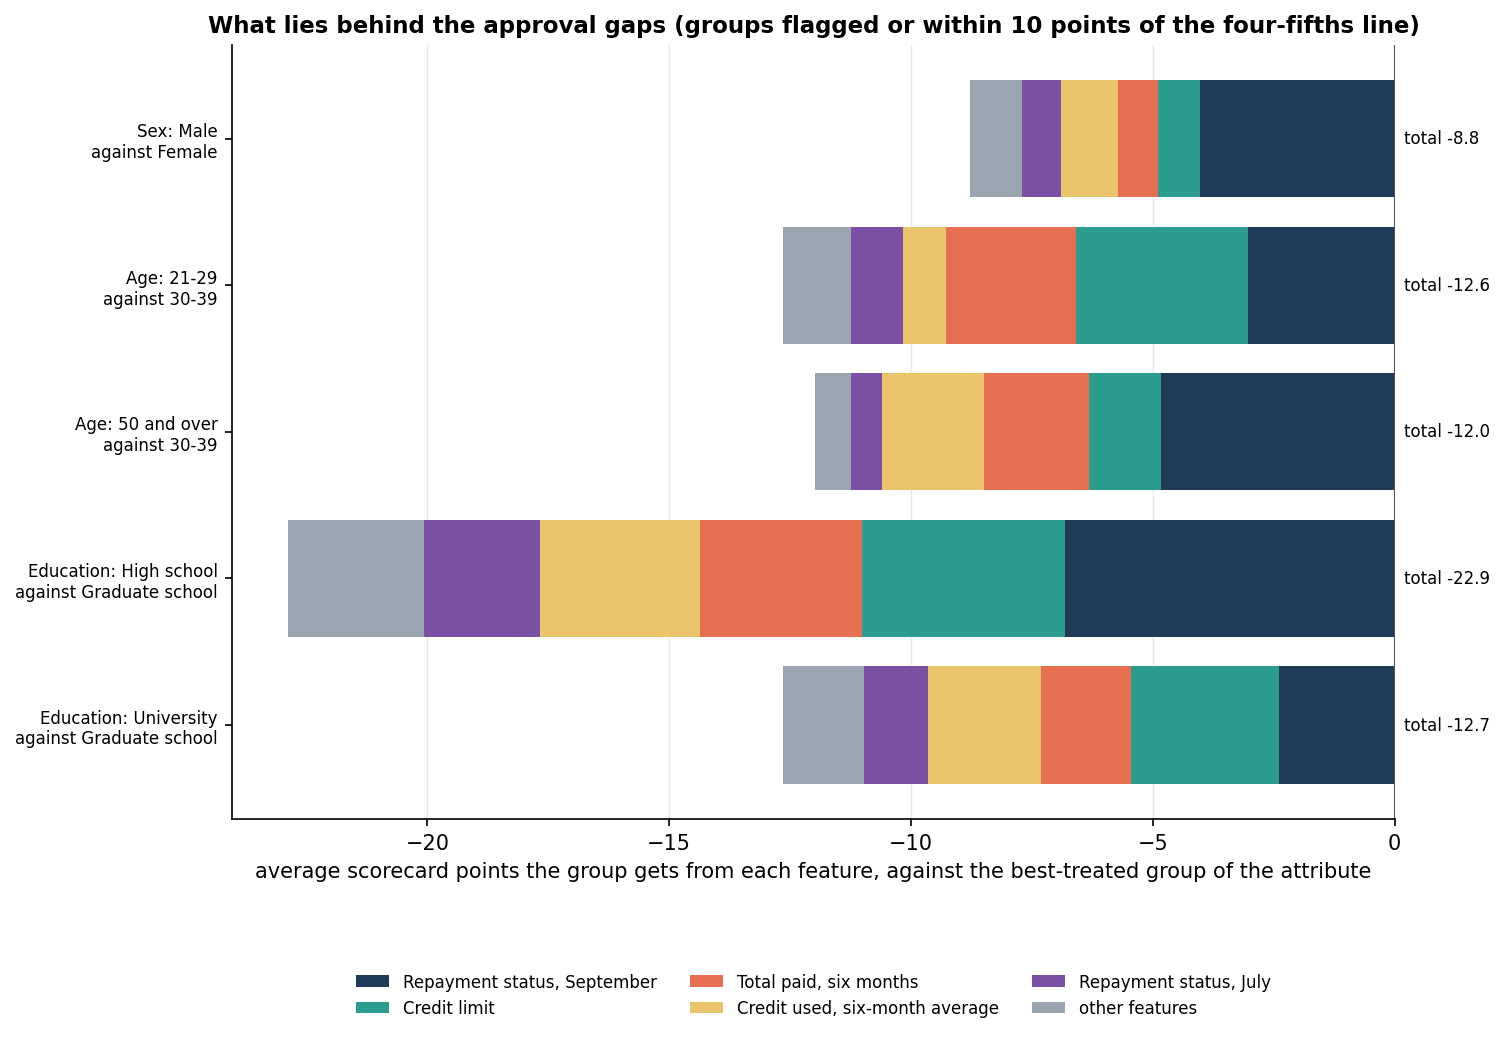 What lies behind the approval gaps (groups flagged or within 10 points of the four-fifths line)
Sex: Male
against Female
total -8.8
Age: 21-29
against 30-39
total -12.6
Age: 50 and over
against 30-39
total -12.0
Education: High school
against Graduate school
total -22.9
Education: University
against Graduate school
total -12.7
−20 −15 −10 −5 0
average scorecard points the group gets from each feature, against the best-treated group of the attribute
Repayment status, September Total paid, six months Repayment status, July
Credit limit Credit used, six-month average other features